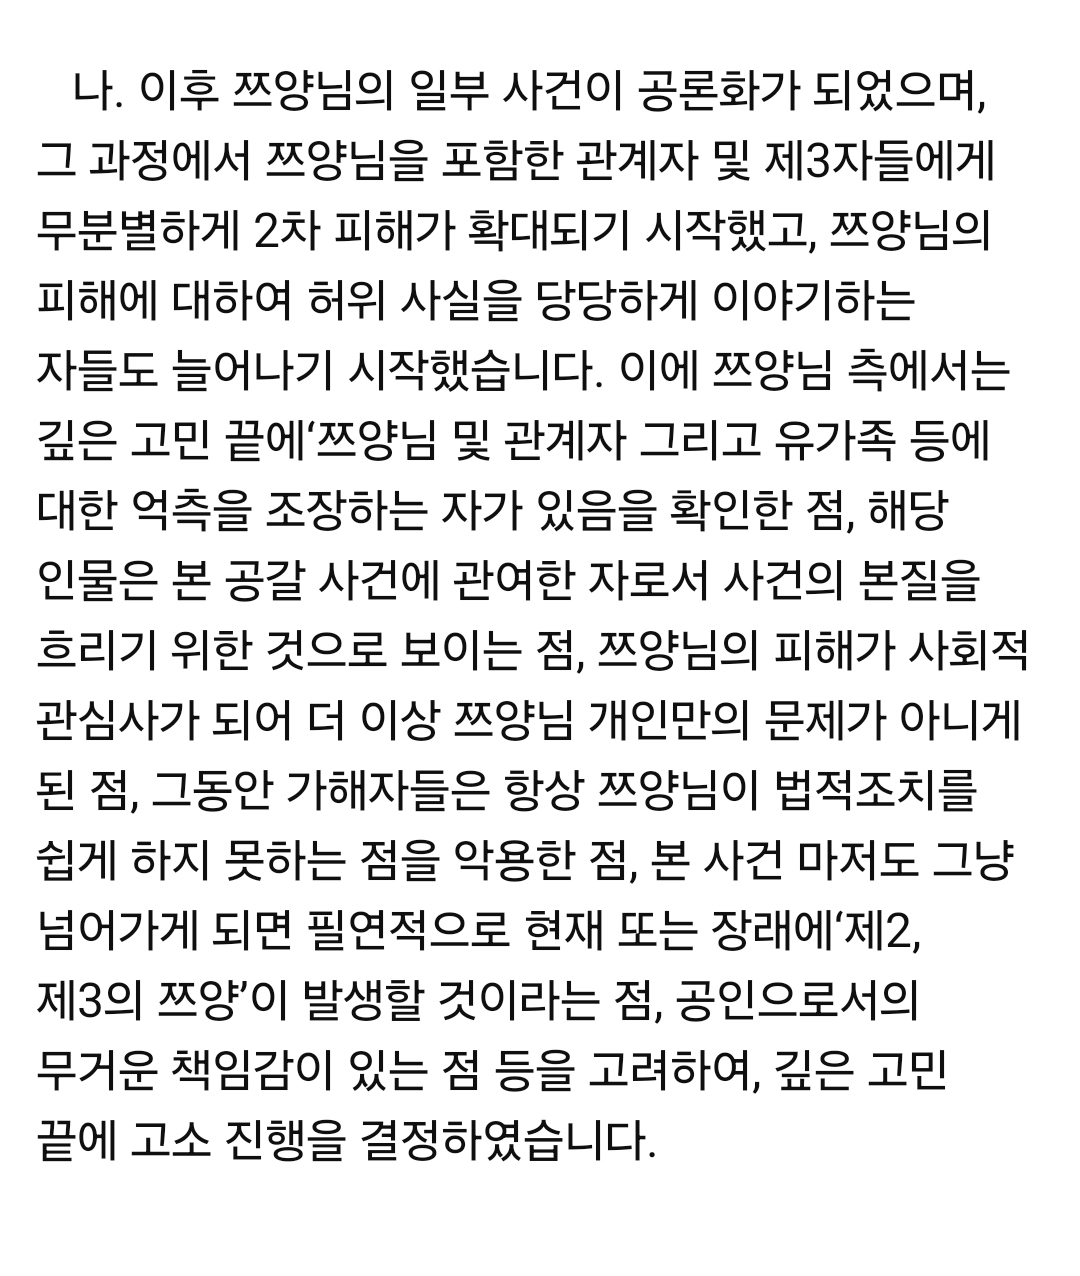 나. 이후 쯔양님의 일부 사건이 공론화가 되었으며,
그 과정에서 쯔양님을 포함한 관계자 및 제3자들에게
무분별하게 2차 피해가 확대되기 시작했고, 쯔양님의
피해에 대하여 허위 사실을 당당하게 이야기하는
자들도 늘어나기 시작했습니다. 이에 쯔양님 측에서는
깊은 고민 끝에‘쯔양님 및 관계자 그리고 유가족 등에
대한 억측을 조장하는 자가 있음을 확인한 점, 해당
인물은 본 공갈 사건에 관여한 자로서 사건의 본질을
흐리기 위한 것으로 보이는 점, 쯔양님의 피해가 사회적
관심사가 되어 더 이상 쯔양님 개인만의 문제가 아니게
된 점, 그동안 가해자들은 항상 쯔양님이 법적조치를
쉽게 하지 못하는 점을 악용한 점, 본 사건 마저도 그냥
넘어가게 되면 필연적으로 현재 또는 장래에‘제2,
제3의 쯔양’이 발생할 것이라는 점, 공인으로서의
무거운 책임감이 있는 점 등을 고려하여, 깊은 고민
끝에 고소 진행을 결정하였습니다.